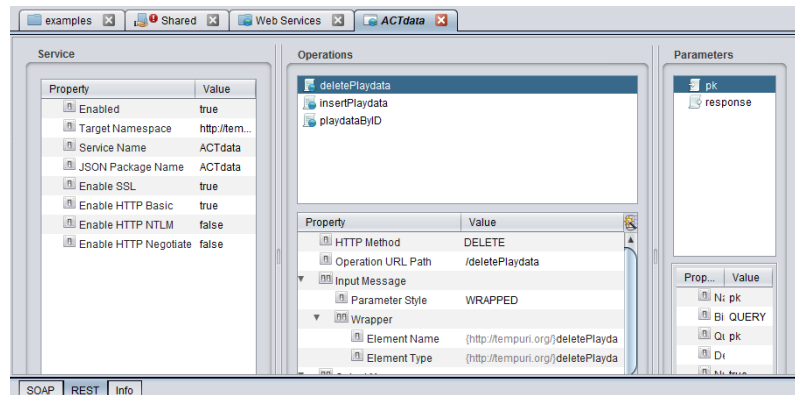 examples
Shared
Web Services
ACTdata
Service
Property Value
Enabled true
Target Namespace http://tem...
Service Name ACTdata
JSON Package Name ACTdata
Enable SSL true
Enable HTTP Basic true
Enable HTTP NTLM false
Enable HTTP Negotiate false
Operations
deletePlaydata
insertPlaydata
playdataByID
Property Value
HTTP Method DELETE
Operation URL Path /deletePlaydata
Input Message
Parameter Style WRAPPED
Wrapper
Element Name {http://tempuri.org/}deletePlayda
Element Type {http://tempuri.org/}deletePlayda
Parameters
pk
response
Prop... Value
pk
QUERY
pk
SOAP REST Info